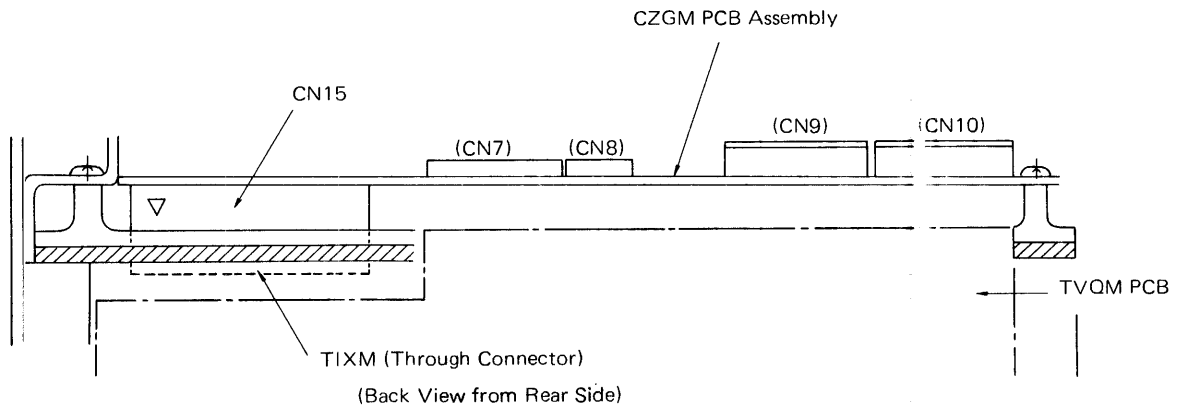 CZGM PCB Assembly
CN15
(CN7)
(CN8)
(CN9)
(CN10)
TVQM PCB
TIXM (Through Connector)
(Back View from Rear Side)